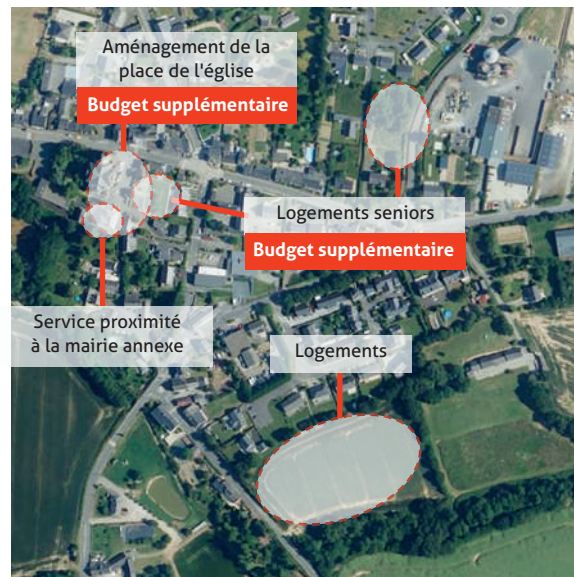 Aménagement de la
place de l'église
Budget supplémentaire
Logements seniors
Budget supplémentaire
Service proximité
à la mairie annexe
Logements